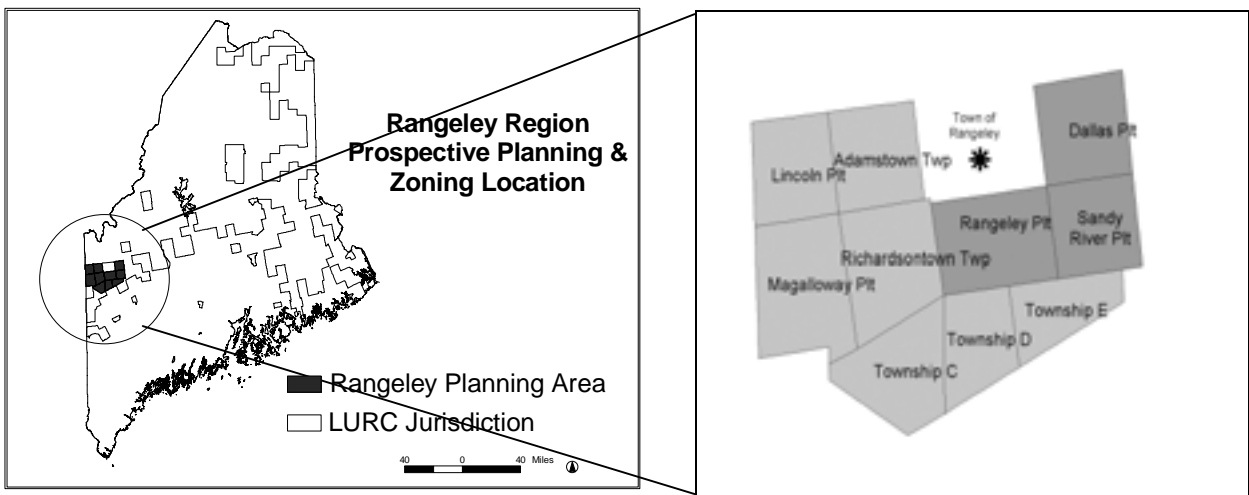 Rangeley Region
Prospective Planning &
Zoning Location
Rangeley Planning Area
LURC Jurisdiction
40 0 40 Miles
Town of
Rangeley
Dallas Plt
Adamstown Twp
Lincoln Plt
Rangeley Plt
Sandy
River Plt
Richardsontown Twp
Magalloway Plt
Township E
Township D
Township C